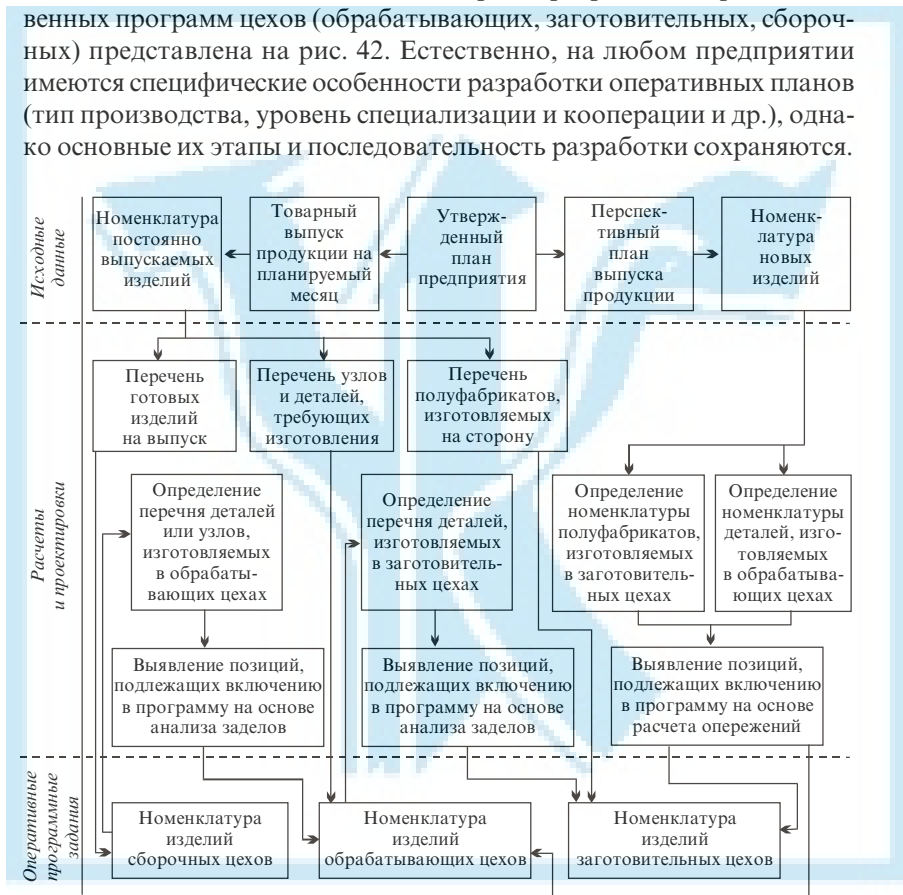 венных программ цехов (обрабатывающих, заготовительных, сбороч-
ных) представлена на рис. 42. Естественно, на любом предприятии
имеются специфические особенности разработки оперативных планов
(тип производства, уровень специализации и кооперации и др.), одна-
ко основные их этапы и последовательность разработки сохраняются.
Исходные
данные
Номенклатура
постоянно
выпускаемых
изделий
Товарный
выпуск
продукции на
планируемый
месяц
Утверж-
денный
план
предприятия
Перспек-
тивный
план
выпуска
продукции
Номенк-
латура
новых
изделий
Расчеты
и проектировки
Перечень
готовых
изделий
на выпуск
Перечень узлов
и деталей,
требующих
изготовления
Перечень
полуфабрикатов,
изготовляемых
на сторону
Определение
перечня деталей
или узлов,
изготовляемых
в обрабаты-
вающих цехах
Определение
перечня деталей,
изготовляемых
в заготовитель-
ных цехах
Определение
номенклатуры
полуфабрикатов,
изготовляемых
в заготовитель-
ных цехах
Определение
номенклатуры
деталей, изго-
товляемых
в обрабатыва-
ющих цехах
Выявление позиций,
подлежащих включению
в программу на основе
анализа заделов
Выявление позиций,
подлежащих включению
в программу на основе
анализа заделов
Выявление позиций,
подлежащих включению
в программу на основе
расчета опережений
Оперативные
программные
задания
Номенклатура
изделий
сборочных цехов
Номенклатура
изделий
обрабатывающих цехов
Номенклатура
изделий
заготовительных цехов